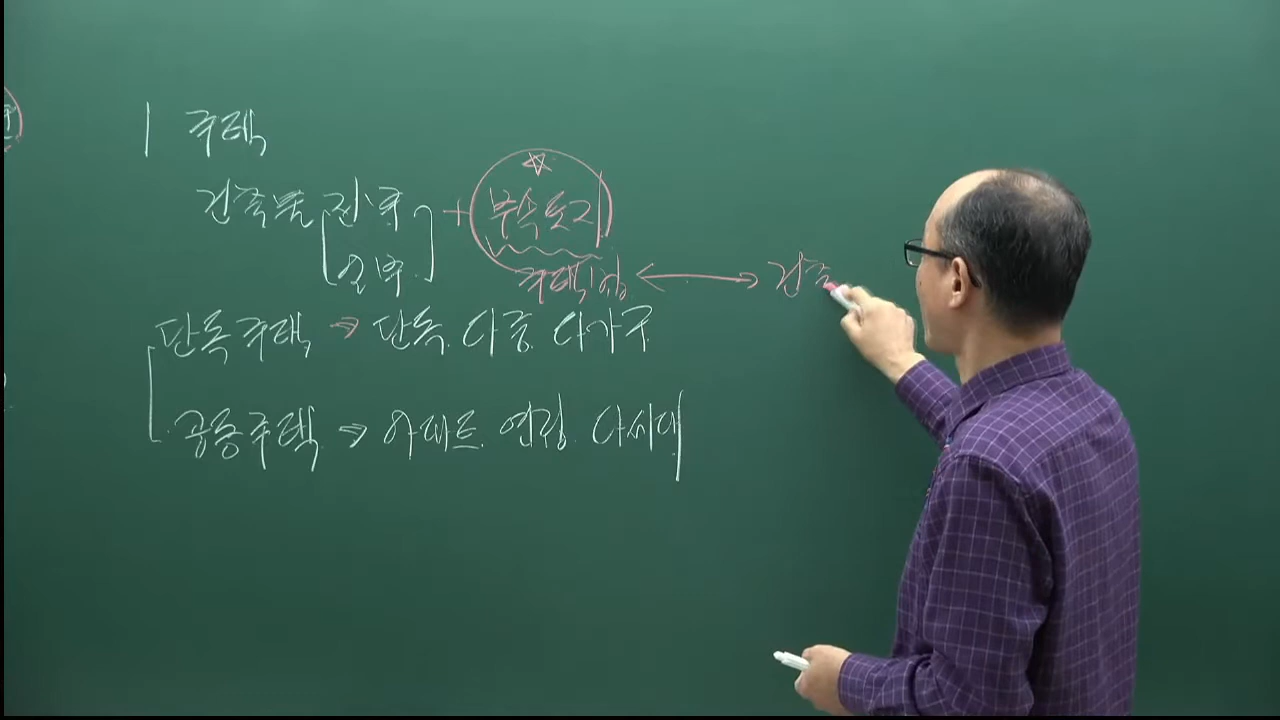 1 주택
건축물 전부 + ☆ 부속토지
일부
주택법 ↔ 건축
단독주택 ⇒ 단독. 다중. 다가구
공동주택 ⇒ 아파트. 연립. 다세대